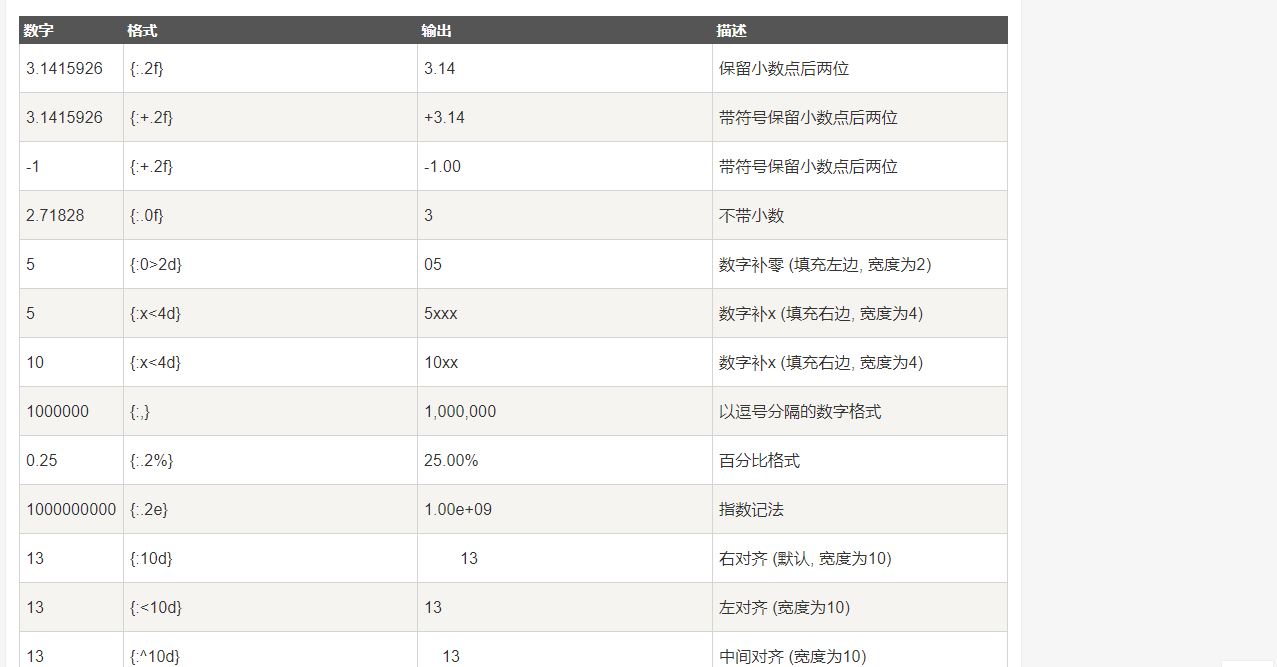 数字 格式 输出 描述
3.1415926 {:.2f} 3.14 保留小数点后两位
3.1415926 {:+.2f} +3.14 带符号保留小数点后两位
-1 {:+.2f} -1.00 带符号保留小数点后两位
2.71828 {:.0f} 3 不带小数
5 {:0>2d} 05 数字补零 (填充左边, 宽度为2)
5 {:x<4d} 5xxx 数字补x (填充右边, 宽度为4)
10 {:x<4d} 10xx 数字补x (填充右边, 宽度为4)
1000000 {:,} 1,000,000 以逗号分隔的数字格式
0.25 {:.2%} 25.00% 百分比格式
1000000000 {:.2e} 1.00e+09 指数记法
13 {:10d} 13 右对齐 (默认, 宽度为10)
13 {:<10d} 13 左对齐 (宽度为10)
13 {:^10d} 13 中间对齐 (宽度为10)